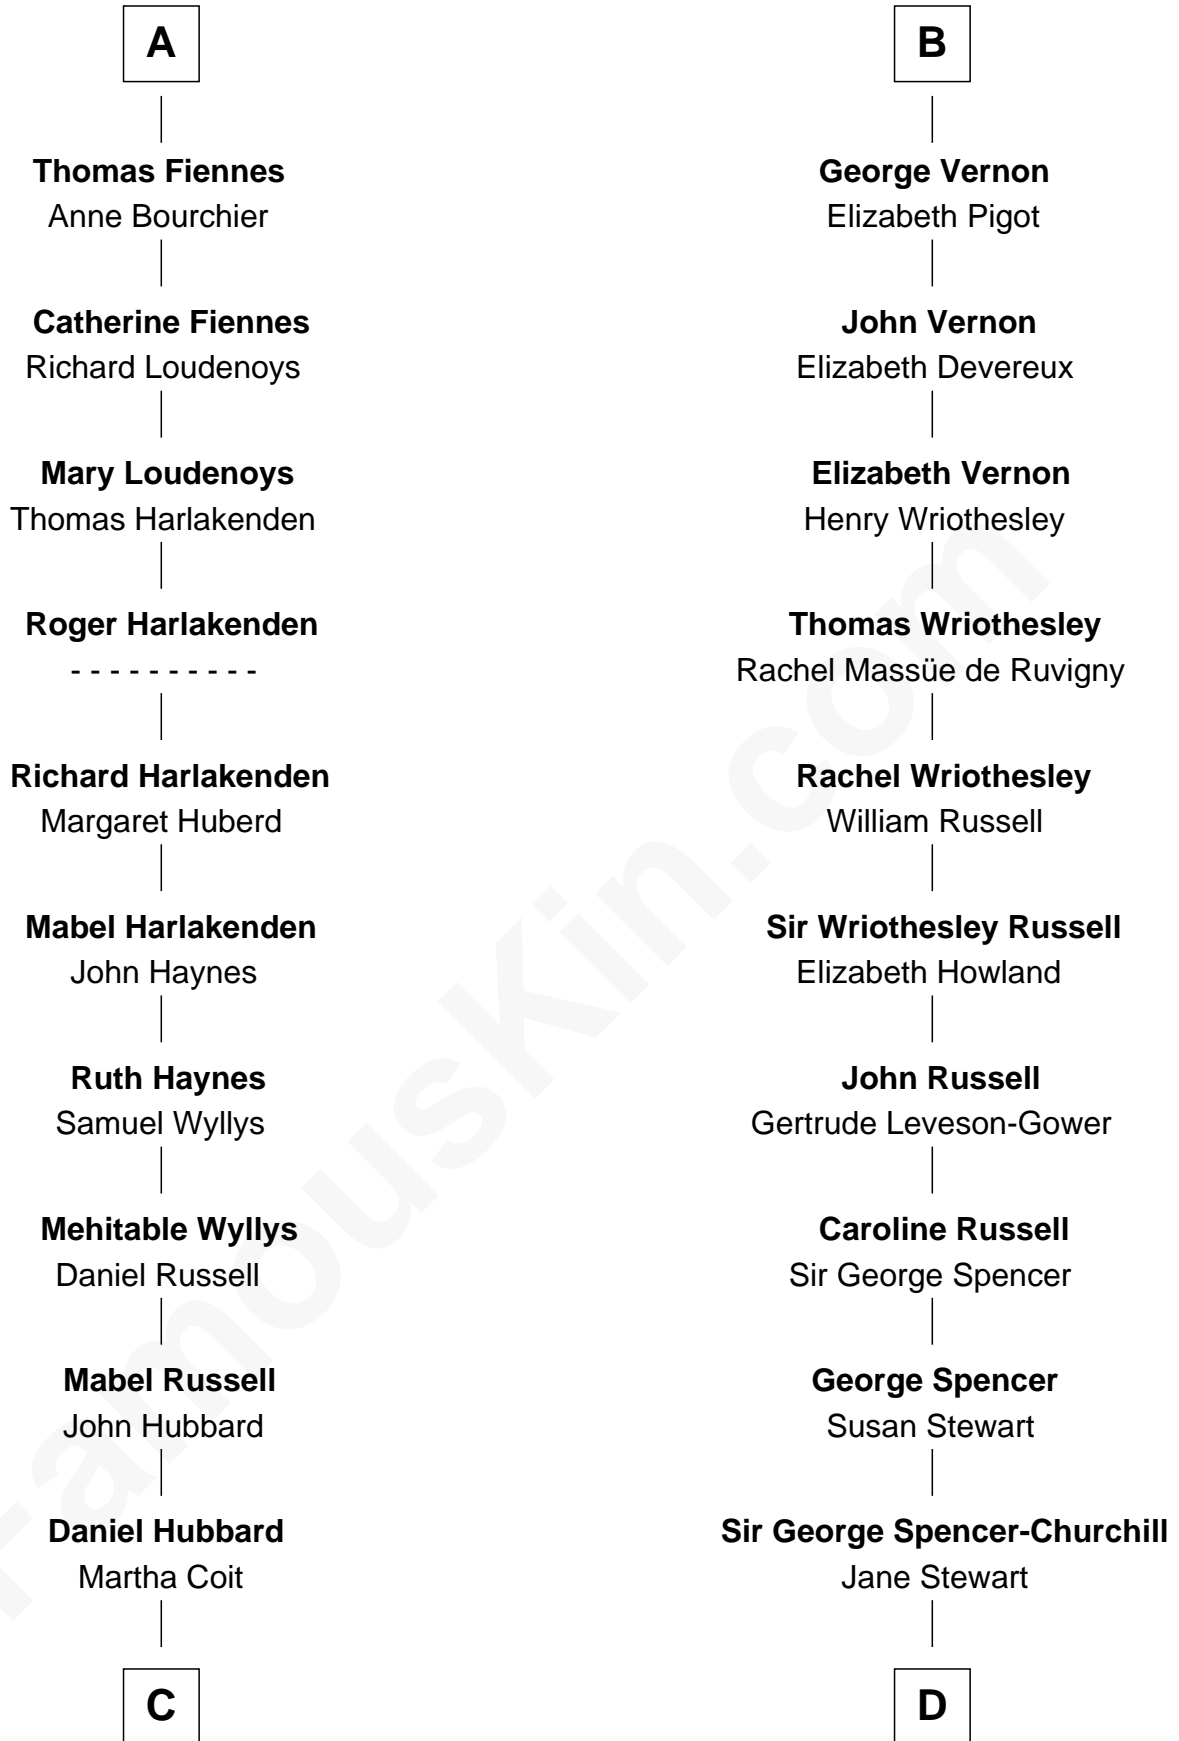 A
Thomas Fiennes
Anne Bourchier
Catherine Fiennes
Richard Loudenoys
Mary Loudenoys
Thomas Harlakenden
Roger Harlakenden
- - - - - - - - - -
Richard Harlakenden
Margaret Huberd
Mabel Harlakenden
John Haynes
Ruth Haynes
Samuel Wyllys
Mehitable Wyllys
Daniel Russell
Mabel Russell
John Hubbard
Daniel Hubbard
Martha Coit
C
B
George Vernon
Elizabeth Pigot
John Vernon
Elizabeth Devereux
Elizabeth Vernon
Henry Wriothesley
Thomas Wriothesley
Rachel Massüe de Ruvigny
Rachel Wriothesley
William Russell
Sir Wriothesley Russell
Elizabeth Howland
John Russell
Gertrude Leveson-Gower
Caroline Russell
Sir George Spencer
George Spencer
Susan Stewart
Sir George Spencer-Churchill
Jane Stewart
D
FamousKin.com